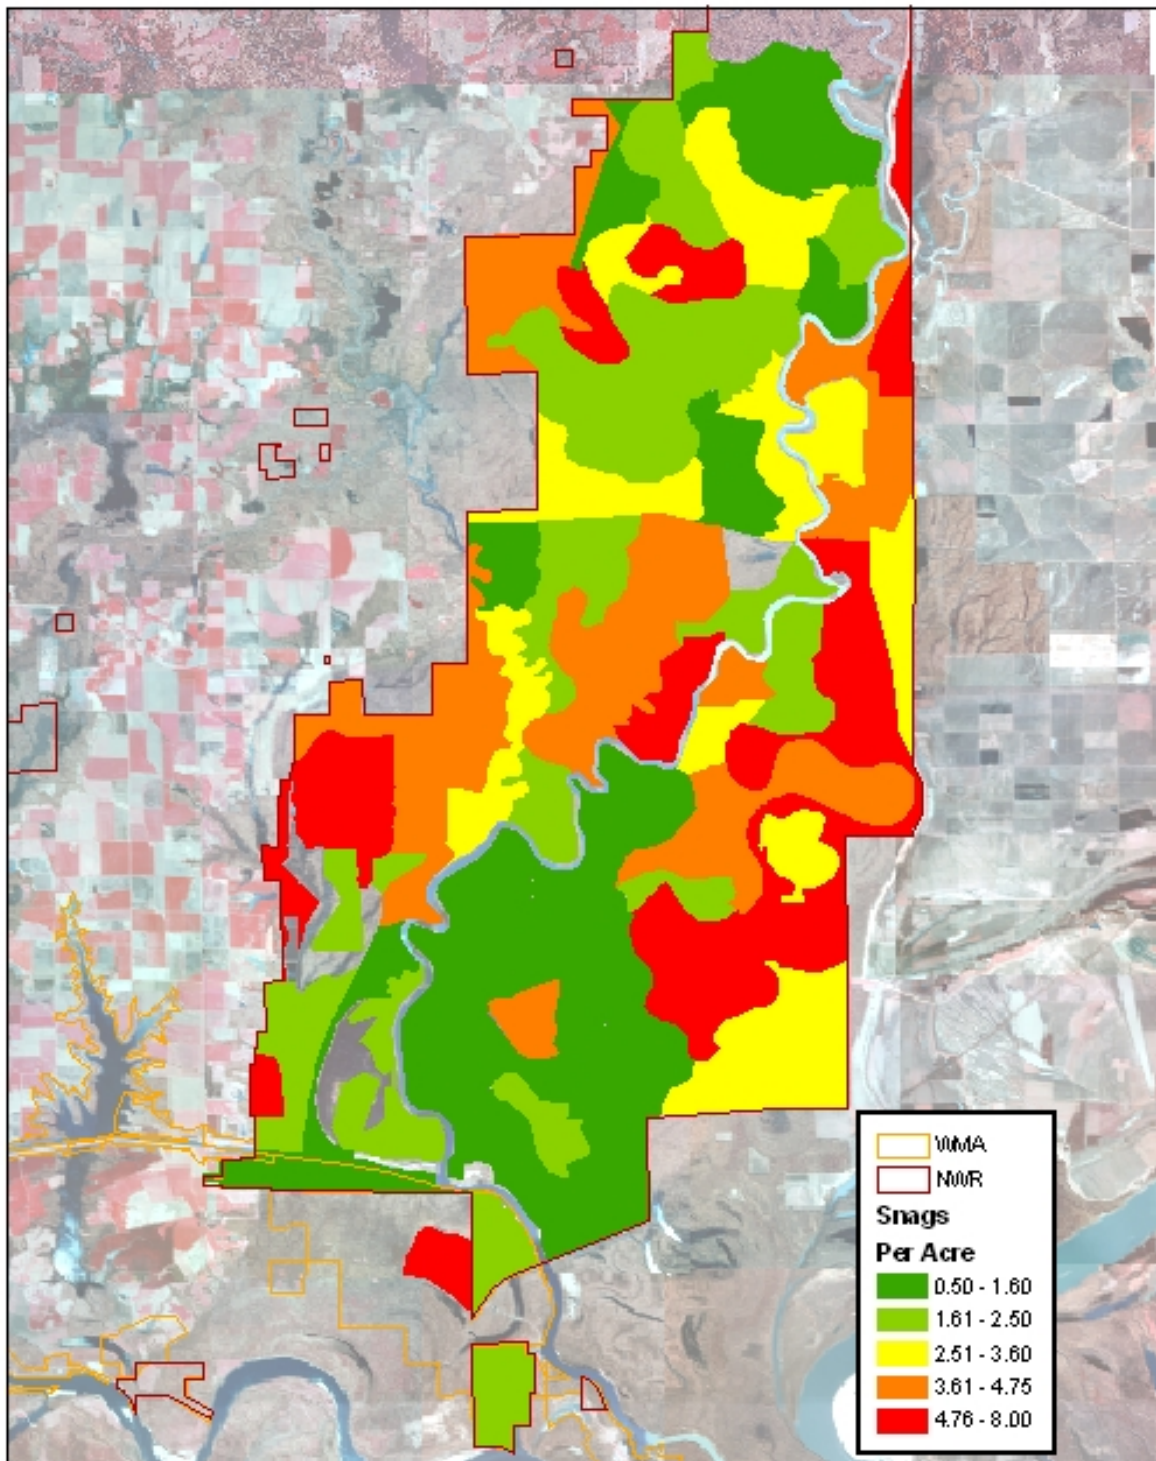 WMA
NWR
Snags
Per Acre
0.50 - 1.60
1.61 - 2.50
2.51 - 3.60
3.61 - 4.75
4.76 - 8.00